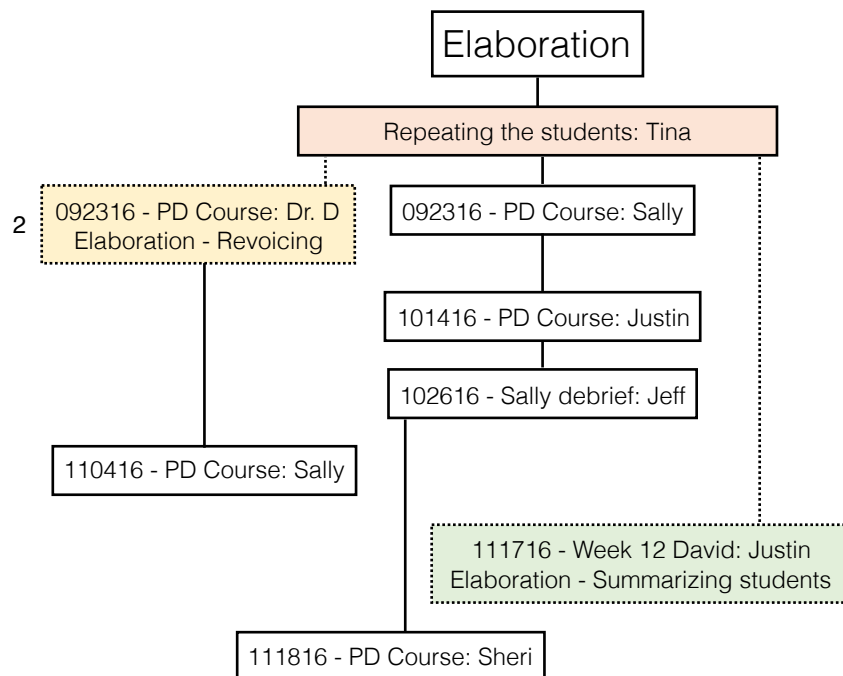 Elaboration
Repeating the students: Tina
2
092316 - PD Course: Dr. D
Elaboration - Revoicing
092316 - PD Course: Sally
101416 - PD Course: Justin
102616 - Sally debrief: Jeff
110416 - PD Course: Sally
111716 - Week 12 David: Justin
Elaboration - Summarizing students
111816 - PD Course: Sheri